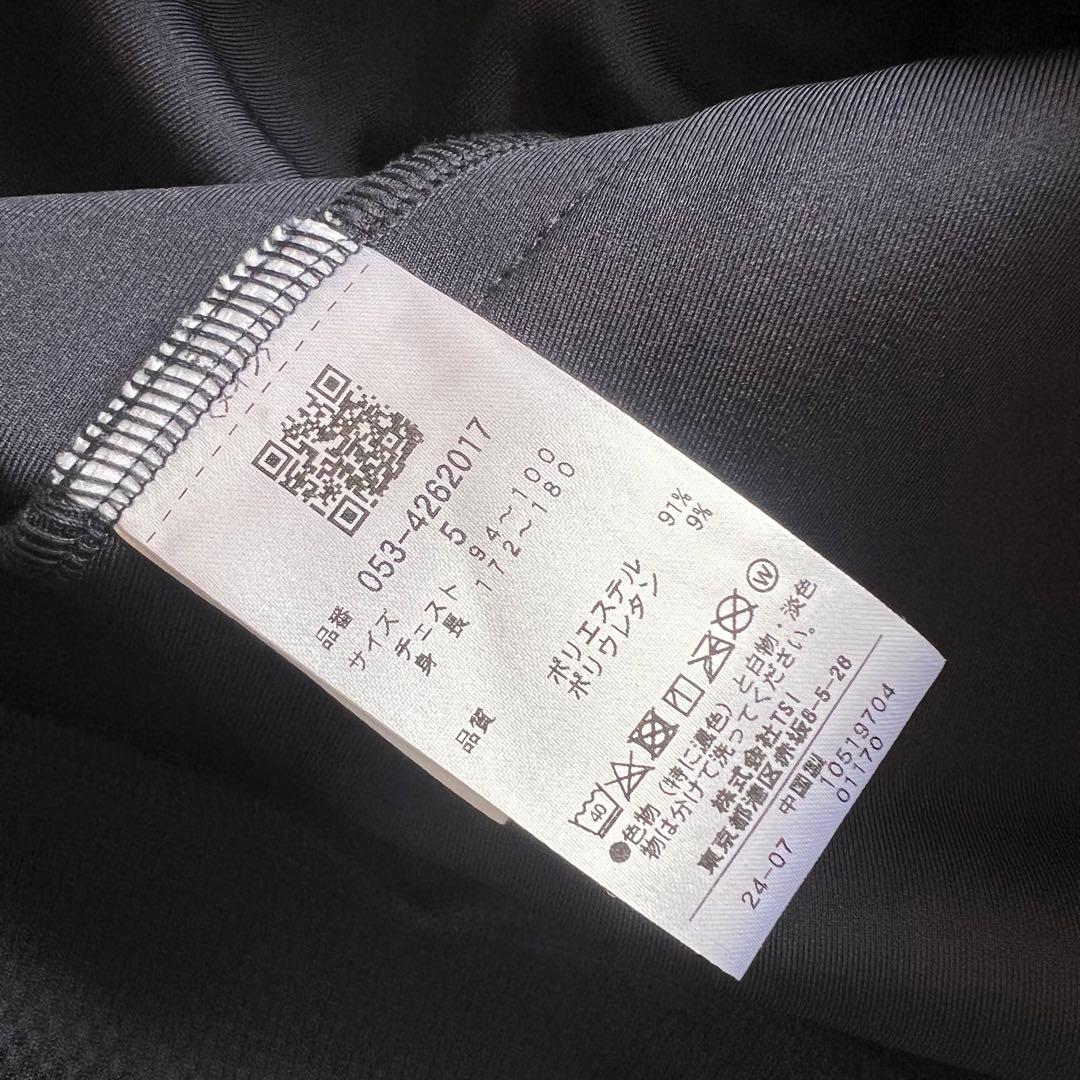 品番 053-4262017
サイズ 5
チェスト 94〜100
身長 172〜180
品質
ポリエステル 91%
ポリウレタン 9%
40
W
●色物（特に濃色）と白物・淡色
物は分けて洗ってください。
株式会社TSI
東京都港区赤坂8-5-28
中国製
10519704
24-07 01170